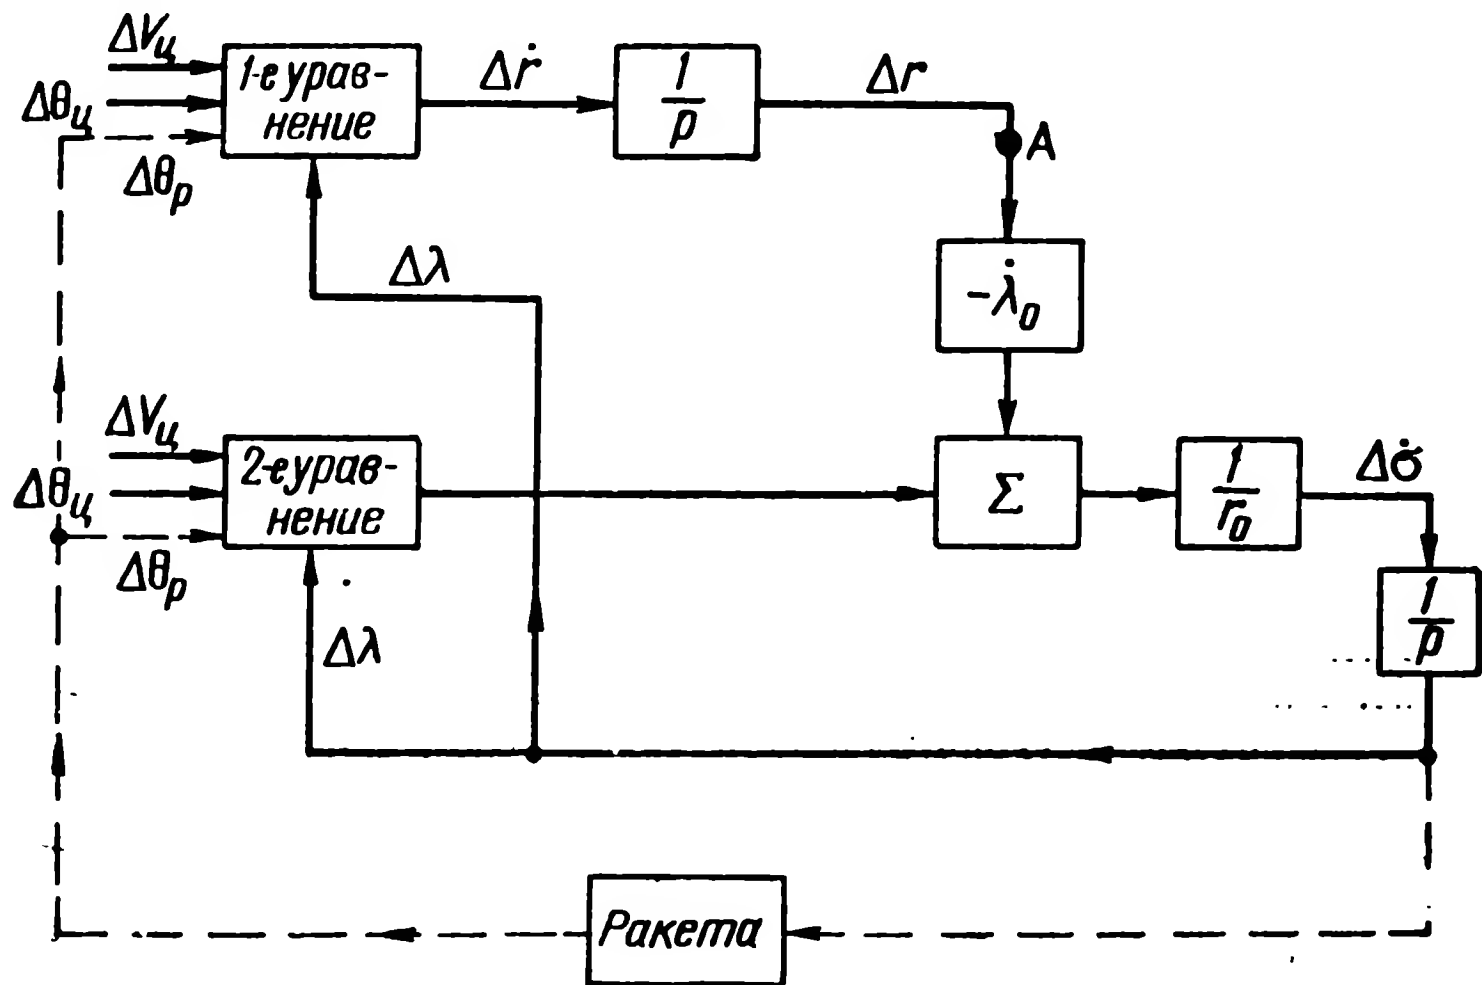 ΔVц
1-е урав-
нение
Δṙ
1
p
Δr
Δθц
Δθр
A
Δλ
-λ̇₀
ΔVц
2-е урав-
нение
Σ
1
r₀
Δσ̇
Δθц
Δθр
1
p
Δλ
Ракета